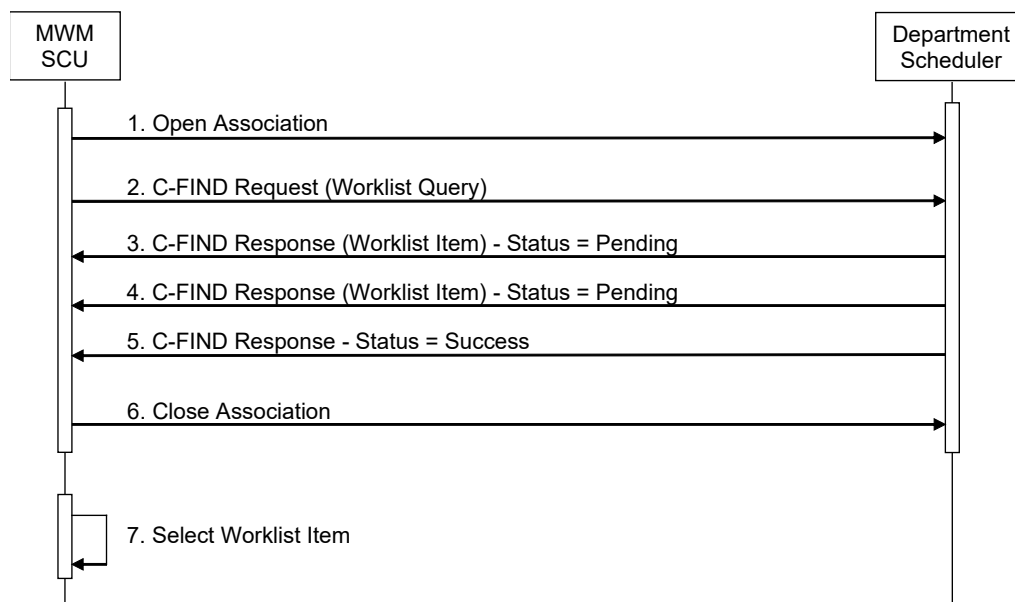 MWM
SCU
Department
Scheduler
1. Open Association
2. C-FIND Request (Worklist Query)
3. C-FIND Response (Worklist Item) - Status = Pending
4. C-FIND Response (Worklist Item) - Status = Pending
5. C-FIND Response - Status = Success
6. Close Association
7. Select Worklist Item